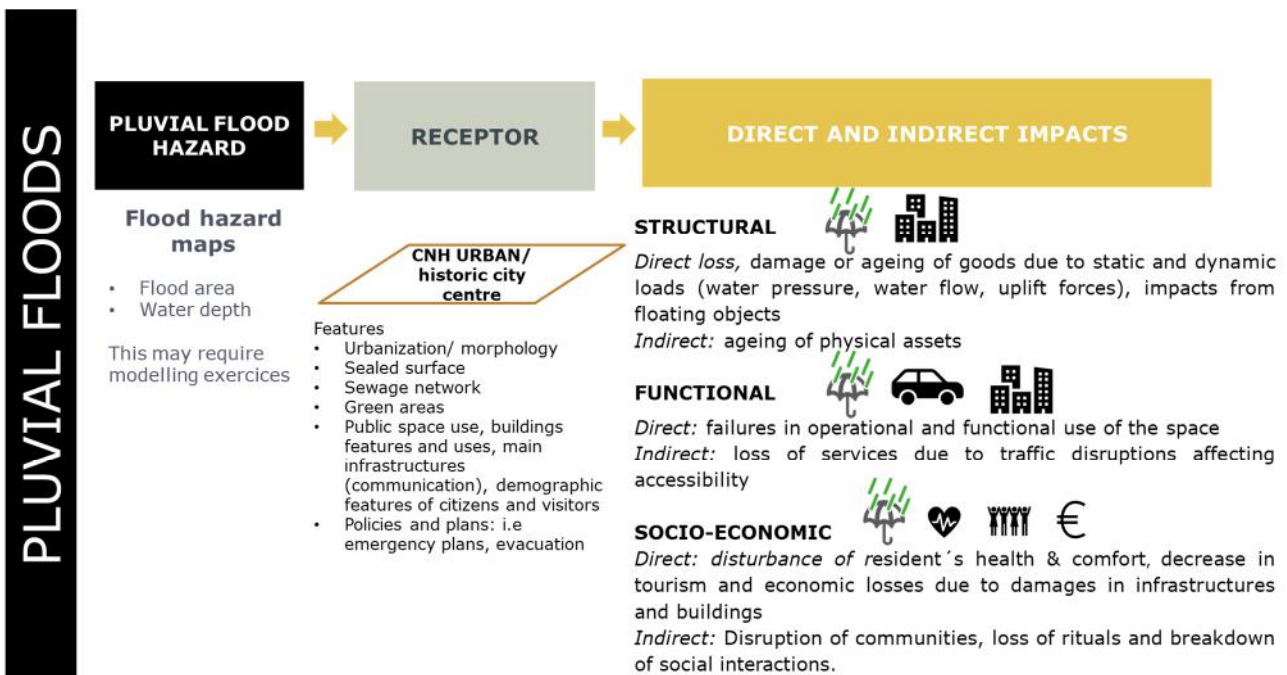 PLUVIAL FLOODS
PLUVIAL FLOOD
HAZARD
Flood hazard
maps
• Flood area
• Water depth
This may require
modelling exercices
RECEPTOR
CNH URBAN/
historic city
centre
Features
• Urbanization/ morphology
• Sealed surface
• Sewage network
• Green areas
• Public space use, buildings
features and uses, main
infrastructures
(communication), demographic
features of citizens and visitors
• Policies and plans: i.e
emergency plans, evacuation
DIRECT AND INDIRECT IMPACTS
STRUCTURAL
Direct loss, damage or ageing of goods due to static and dynamic
loads (water pressure, water flow, uplift forces), impacts from
floating objects
Indirect: ageing of physical assets
FUNCTIONAL
Direct: failures in operational and functional use of the space
Indirect: loss of services due to traffic disruptions affecting
accessibility
SOCIO-ECONOMIC €
Direct: disturbance of resident´s health & comfort, decrease in
tourism and economic losses due to damages in infrastructures
and buildings
Indirect: Disruption of communities, loss of rituals and breakdown
of social interactions.